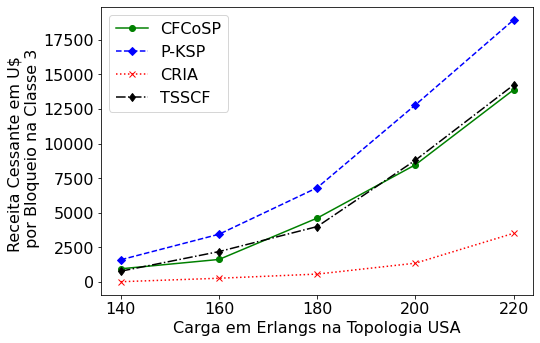 CFCoSP
P-KSP
CRIA
TSSCF
17500
15000
12500
10000
7500
5000
2500
0
Receita Cessante em U$
por Bloqueio na Classe 3
140 160 180 200 220
Carga em Erlangs na Topologia USA